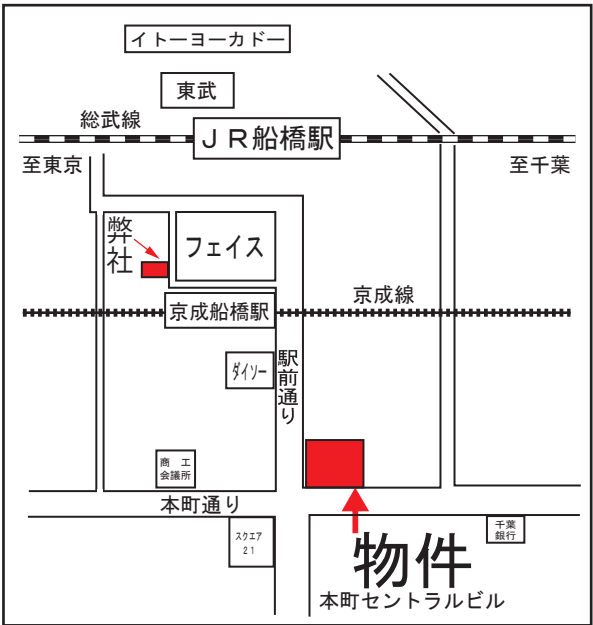 イトーヨーカドー
東武
総武線
ＪＲ船橋駅
至東京
至千葉
弊社
フェイス
京成線
京成船橋駅
ダイソー
駅前通り
商工
会議所
本町通り
スクエア
２１
千葉
銀行
物件
本町セントラルビル